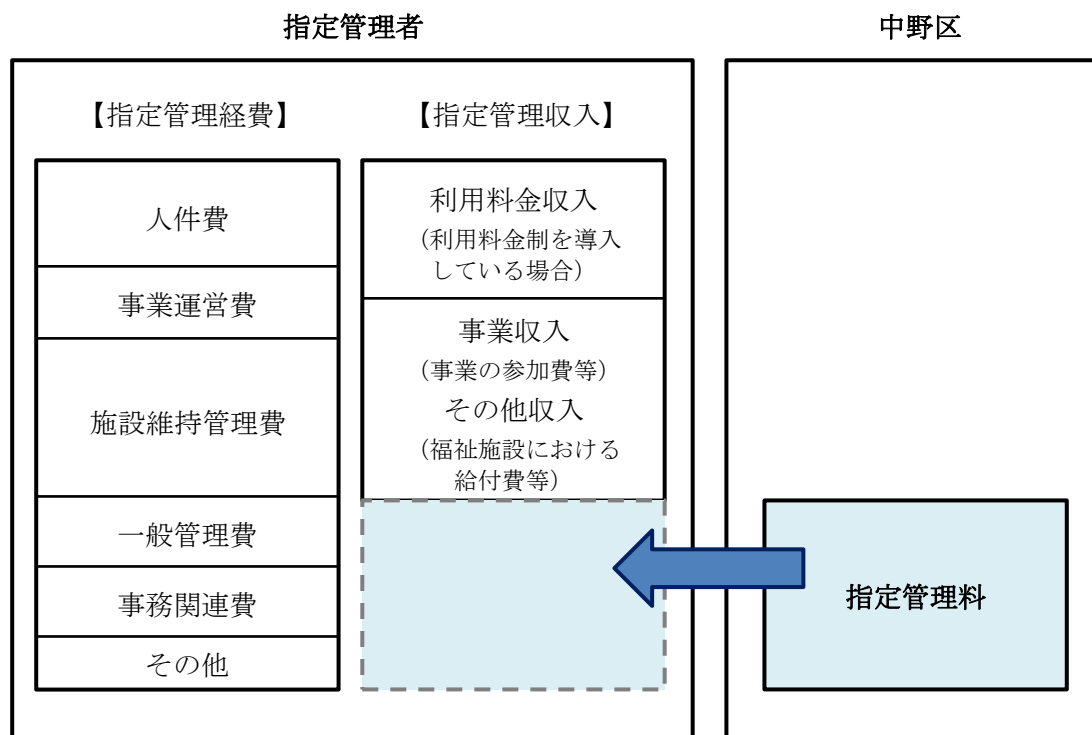 指定管理者
中野区
【指定管理経費】
【指定管理収入】
人件費
事業運営費
施設維持管理費
一般管理費
事務関連費
その他
利用料金収入
（利用料金制を導入
している場合）
事業収入
（事業の参加費等）
その他収入
（福祉施設における
給付費等）
指定管理料